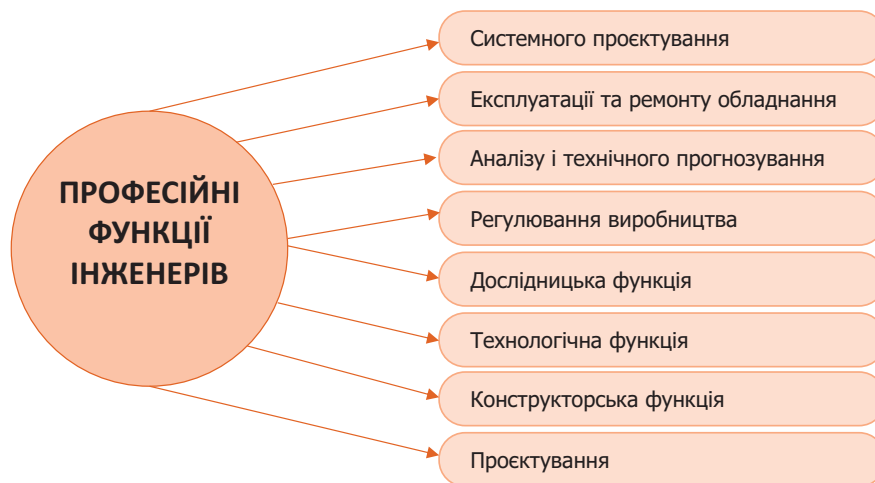 ПРОФЕСІЙНІ
ФУНКЦІЇ
ІНЖЕНЕРІВ
Системного проєктування
Експлуатації та ремонту обладнання
Аналізу і технічного прогнозування
Регулювання виробництва
Дослідницька функція
Технологічна функція
Конструкторська функція
Проєктування